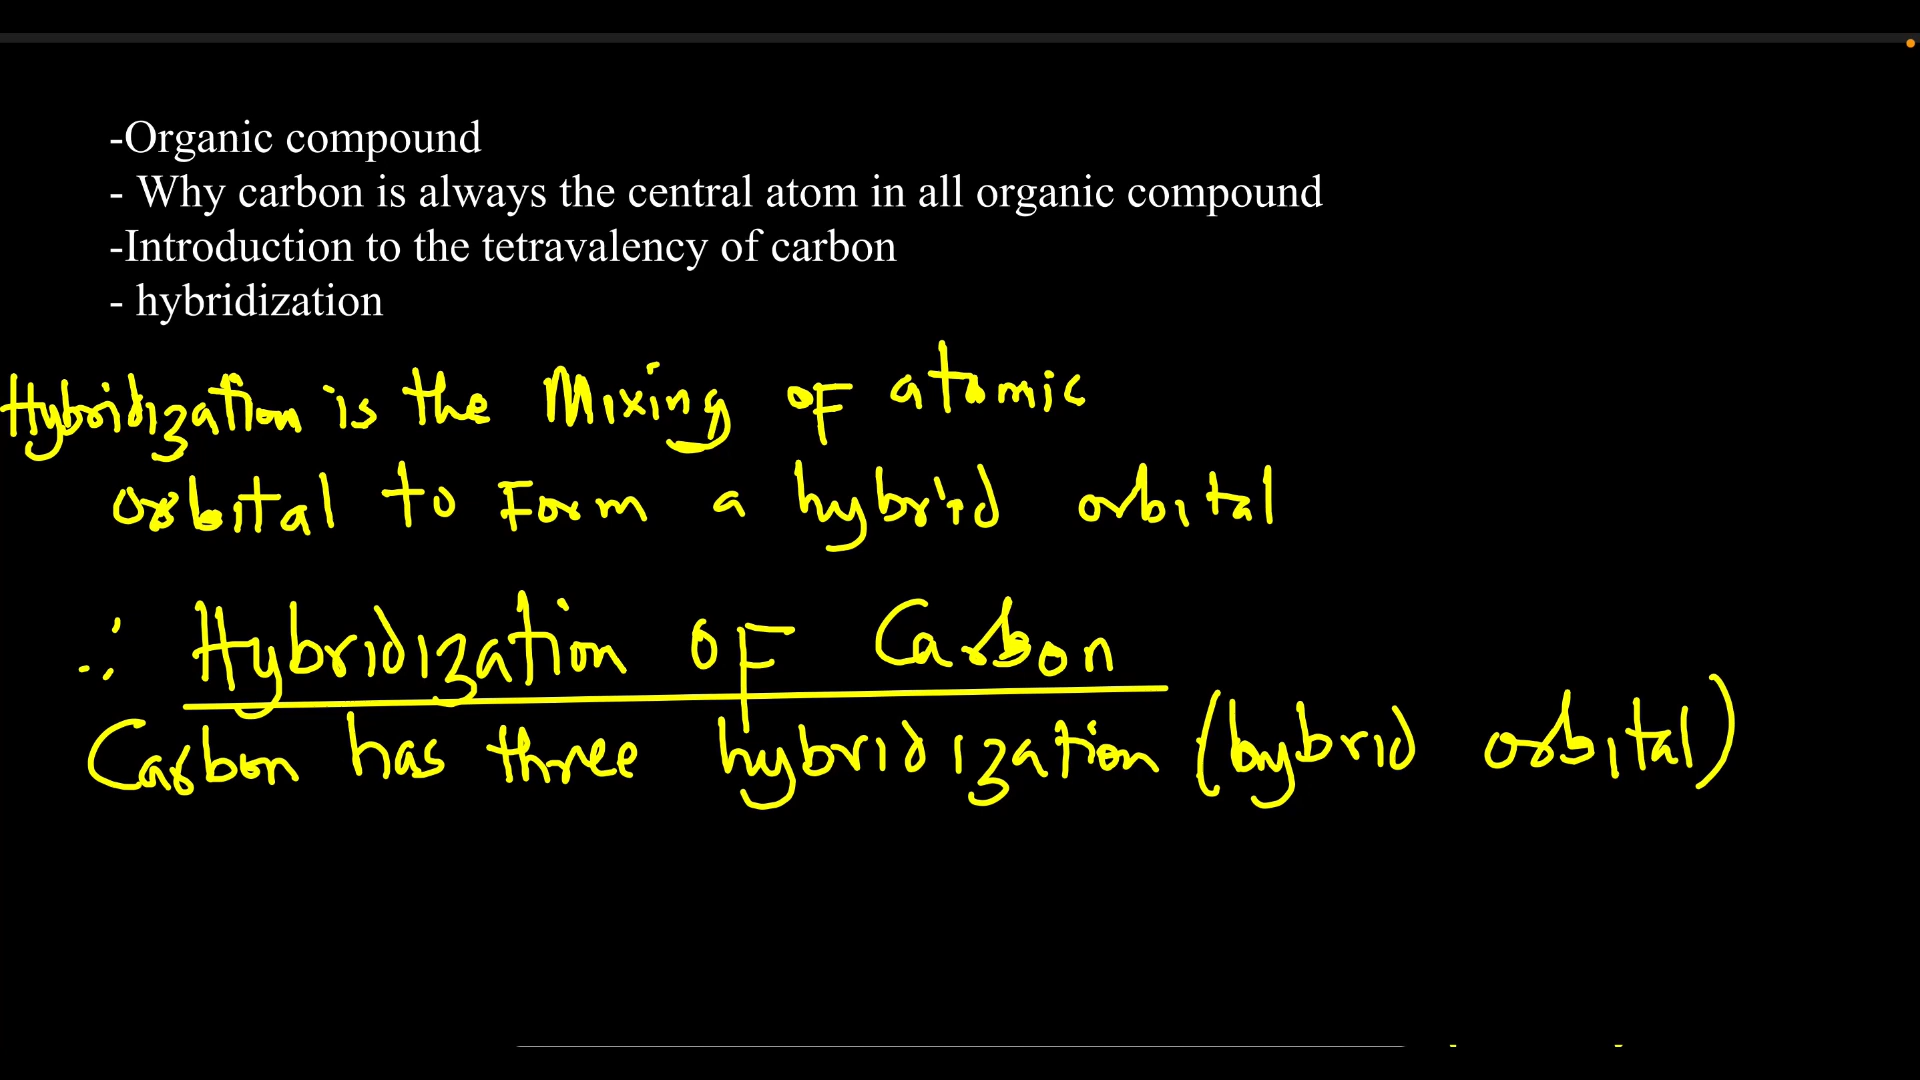 -Organic compound
- Why carbon is always the central atom in all organic compound
-Introduction to the tetravalency of carbon
- hybridization
Hybridization is the Mixing of atomic
orbital to Form a hybrid orbital
∴ Hybridization of Carbon
Carbon has three hybridization (hybrid orbital)